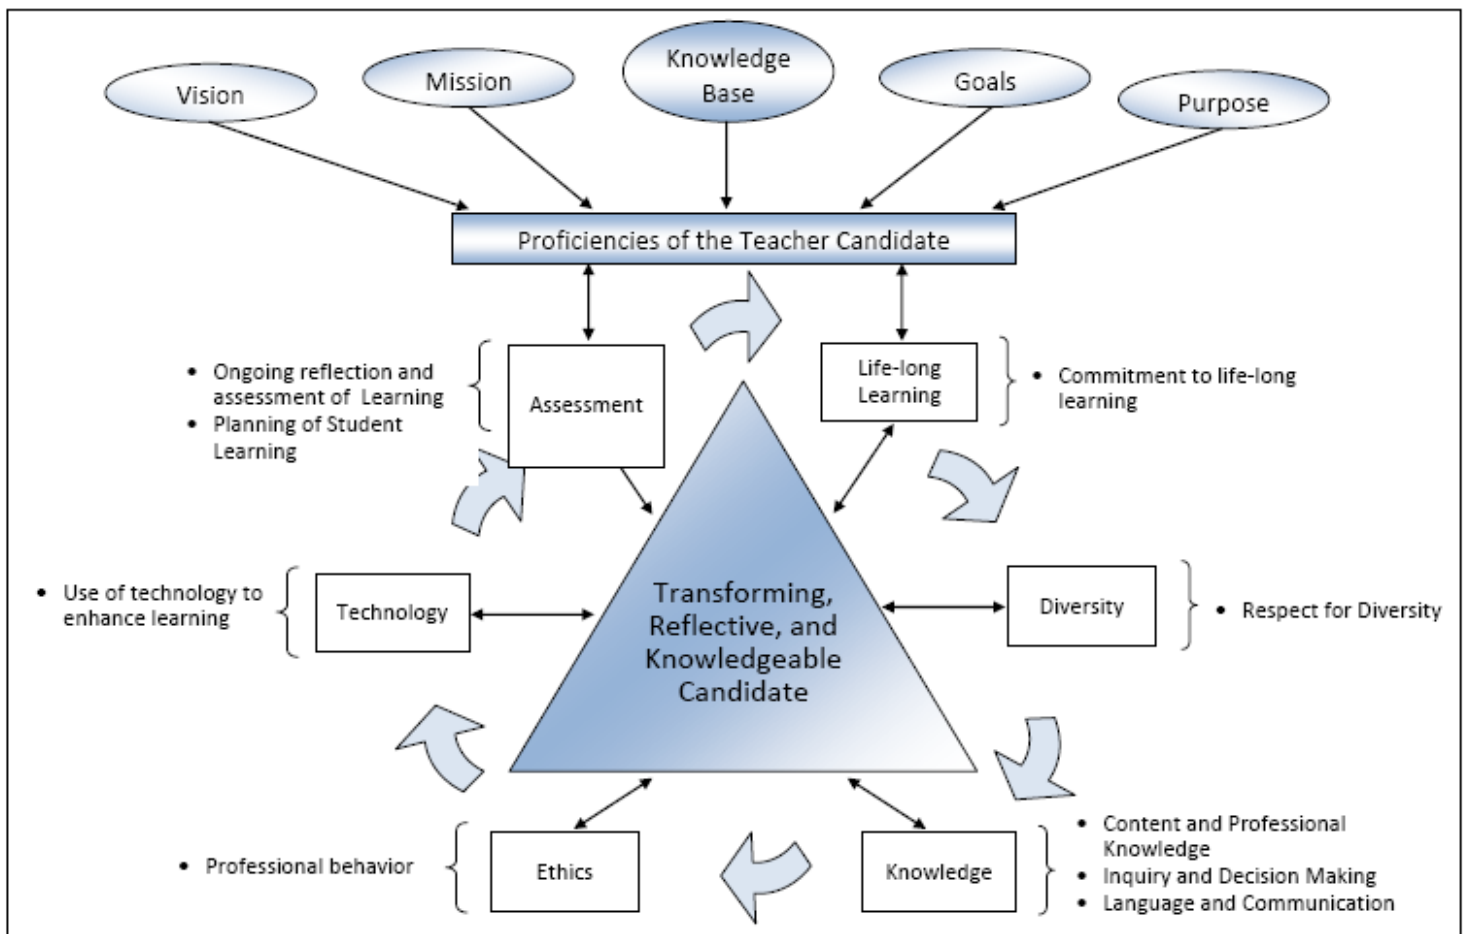 Vision
Mission
Knowledge
Base
Goals
Purpose
Proficiencies of the Teacher Candidate
• Ongoing reflection and
assessment of Learning
• Planning of Student
Learning
Assessment
Life-long
Learning
• Commitment to life-long
learning
• Use of technology to
enhance learning
Technology
Transforming,
Reflective, and
Knowledgeable
Candidate
Diversity
• Respect for Diversity
• Professional behavior
Ethics
Knowledge
• Content and Professional
Knowledge
• Inquiry and Decision Making
• Language and Communication